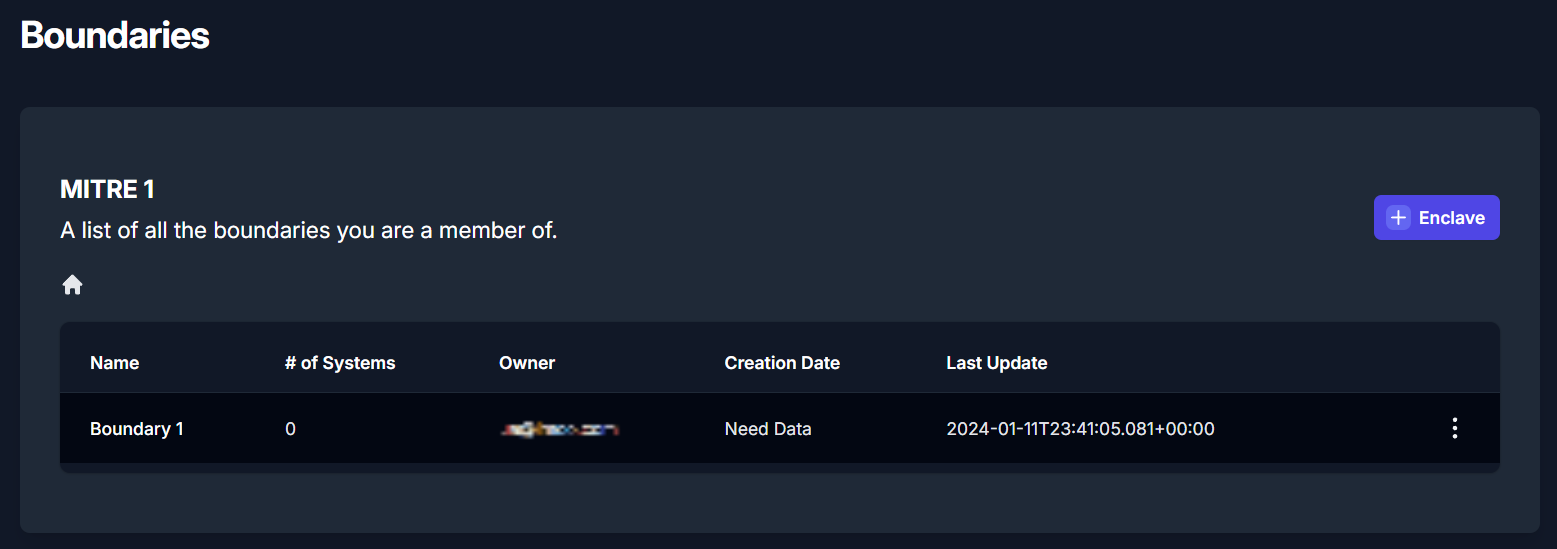 Boundaries
MITRE 1
A list of all the boundaries you are a member of.
Enclave
Name # of Systems Owner Creation Date Last Update
Boundary 1 0 Need Data 2024-01-11T23:41:05.081+00:00